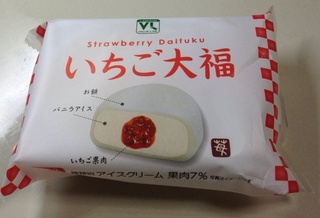 VL
Strawberry Daifuku
いちご大福
お餅
バニラアイス
いちご果肉
苺
アイスクリーム 果肉7%